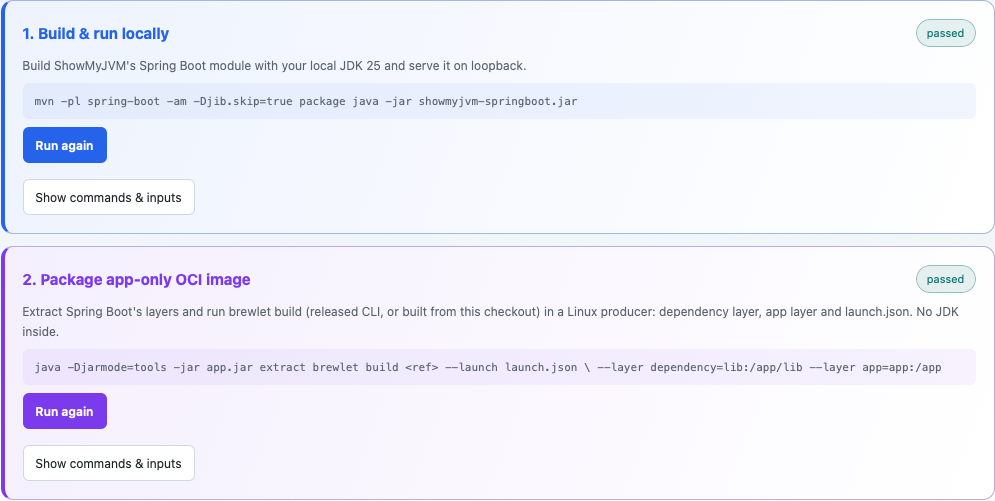 1. Build & run locally
passed
Build ShowMyJVM's Spring Boot module with your local JDK 25 and serve it on loopback.
mvn -pl spring-boot -am -Djib.skip=true package java -jar showmyjvm-springboot.jar
Run again
Show commands & inputs
2. Package app-only OCI image
passed
Extract Spring Boot's layers and run brewlet build (released CLI, or built from this checkout) in a Linux producer: dependency layer, app layer and launch.json. No JDK
inside.
java -Djarmode=tools -jar app.jar extract brewlet build <ref> --launch launch.json \ --layer dependency=lib:/app/lib --layer app=app:/app
Run again
Show commands & inputs